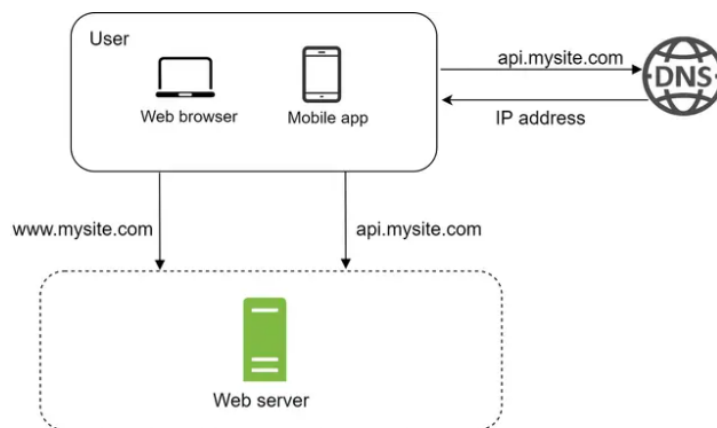 User
Web browser
Mobile app
api.mysite.com
DNS
IP address
www.mysite.com
api.mysite.com
Web server